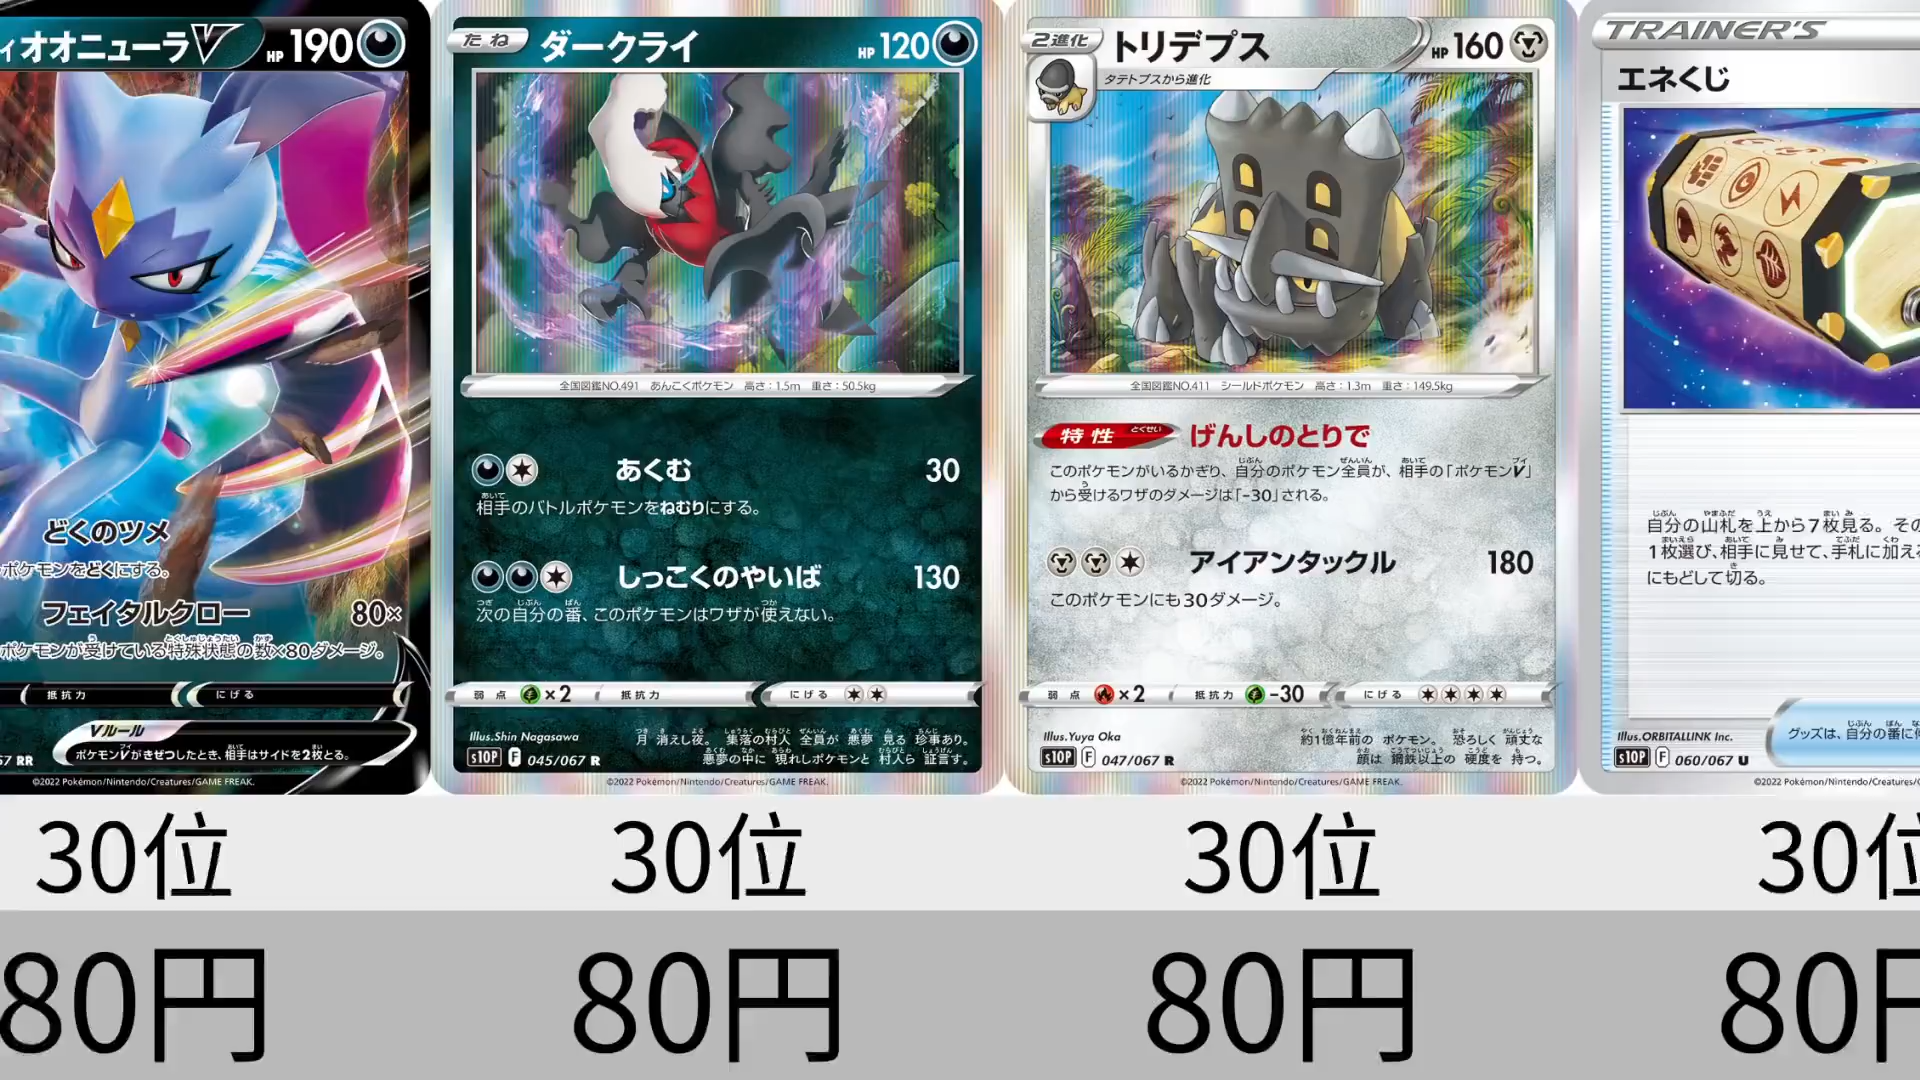 ィオオニューラV HP 190
どくのツメ
ポケモンをどくにする。
フェイタルクロー 80×
ポケモンが受けている特殊状態の数×80ダメージ。
抵抗力 にげる
Vルール
ポケモンVがきぜつしたとき、相手はサイドを2枚とる。
57 RR
©2022 Pokémon/Nintendo/Creatures/GAME FREAK.
30位
80円
たね ダークライ HP 120
全国図鑑NO.491 あんこくポケモン 高さ:1.5m 重さ:50.5kg
あくむ 30
相手のバトルポケモンをねむりにする。
しっこくのやいば 130
次の自分の番、このポケモンはワザが使えない。
弱点 ×2 抵抗力 にげる
Illus.Shin Nagasawa
月 消えし夜。 集落の村人 全員が 悪夢 見る 珍事あり。
悪夢の中に 現れしポケモンと 村人ら 証言す。
s10P F 045/067 R
©2022 Pokémon/Nintendo/Creatures/GAME FREAK.
30位
80円
2進化 トリデプス HP 160
タテトプスから進化
全国図鑑NO.411 シールドポケモン 高さ:1.3m 重さ:149.5kg
特性 とくせい げんしのとりで
このポケモンがいるかぎり、自分のポケモン全員が、相手の「ポケモンV」
から受けるワザのダメージは「-30」される。
アイアンタックル 180
このポケモンにも30ダメージ。
弱点 ×2 抵抗力 -30 にげる
Illus.Yuya Oka
約1億年前の ポケモン。 恐ろしく 頑丈な
顔は 鋼鉄以上の 硬度を 持つ。
s10P F 047/067 R
©2022 Pokémon/Nintendo/Creatures/GAME FREAK.
30位
80円
TRAINER'S
エネくじ
自分の山札を上から7枚見る。その
1枚選び、相手に見せて、手札に加え
にもどして切る。
グッズは、自分の番に
Illus.ORBITALLINK Inc.
s10P F 060/067 U
©2022 Pokémon/Nintendo/Creatures/
30位
80円